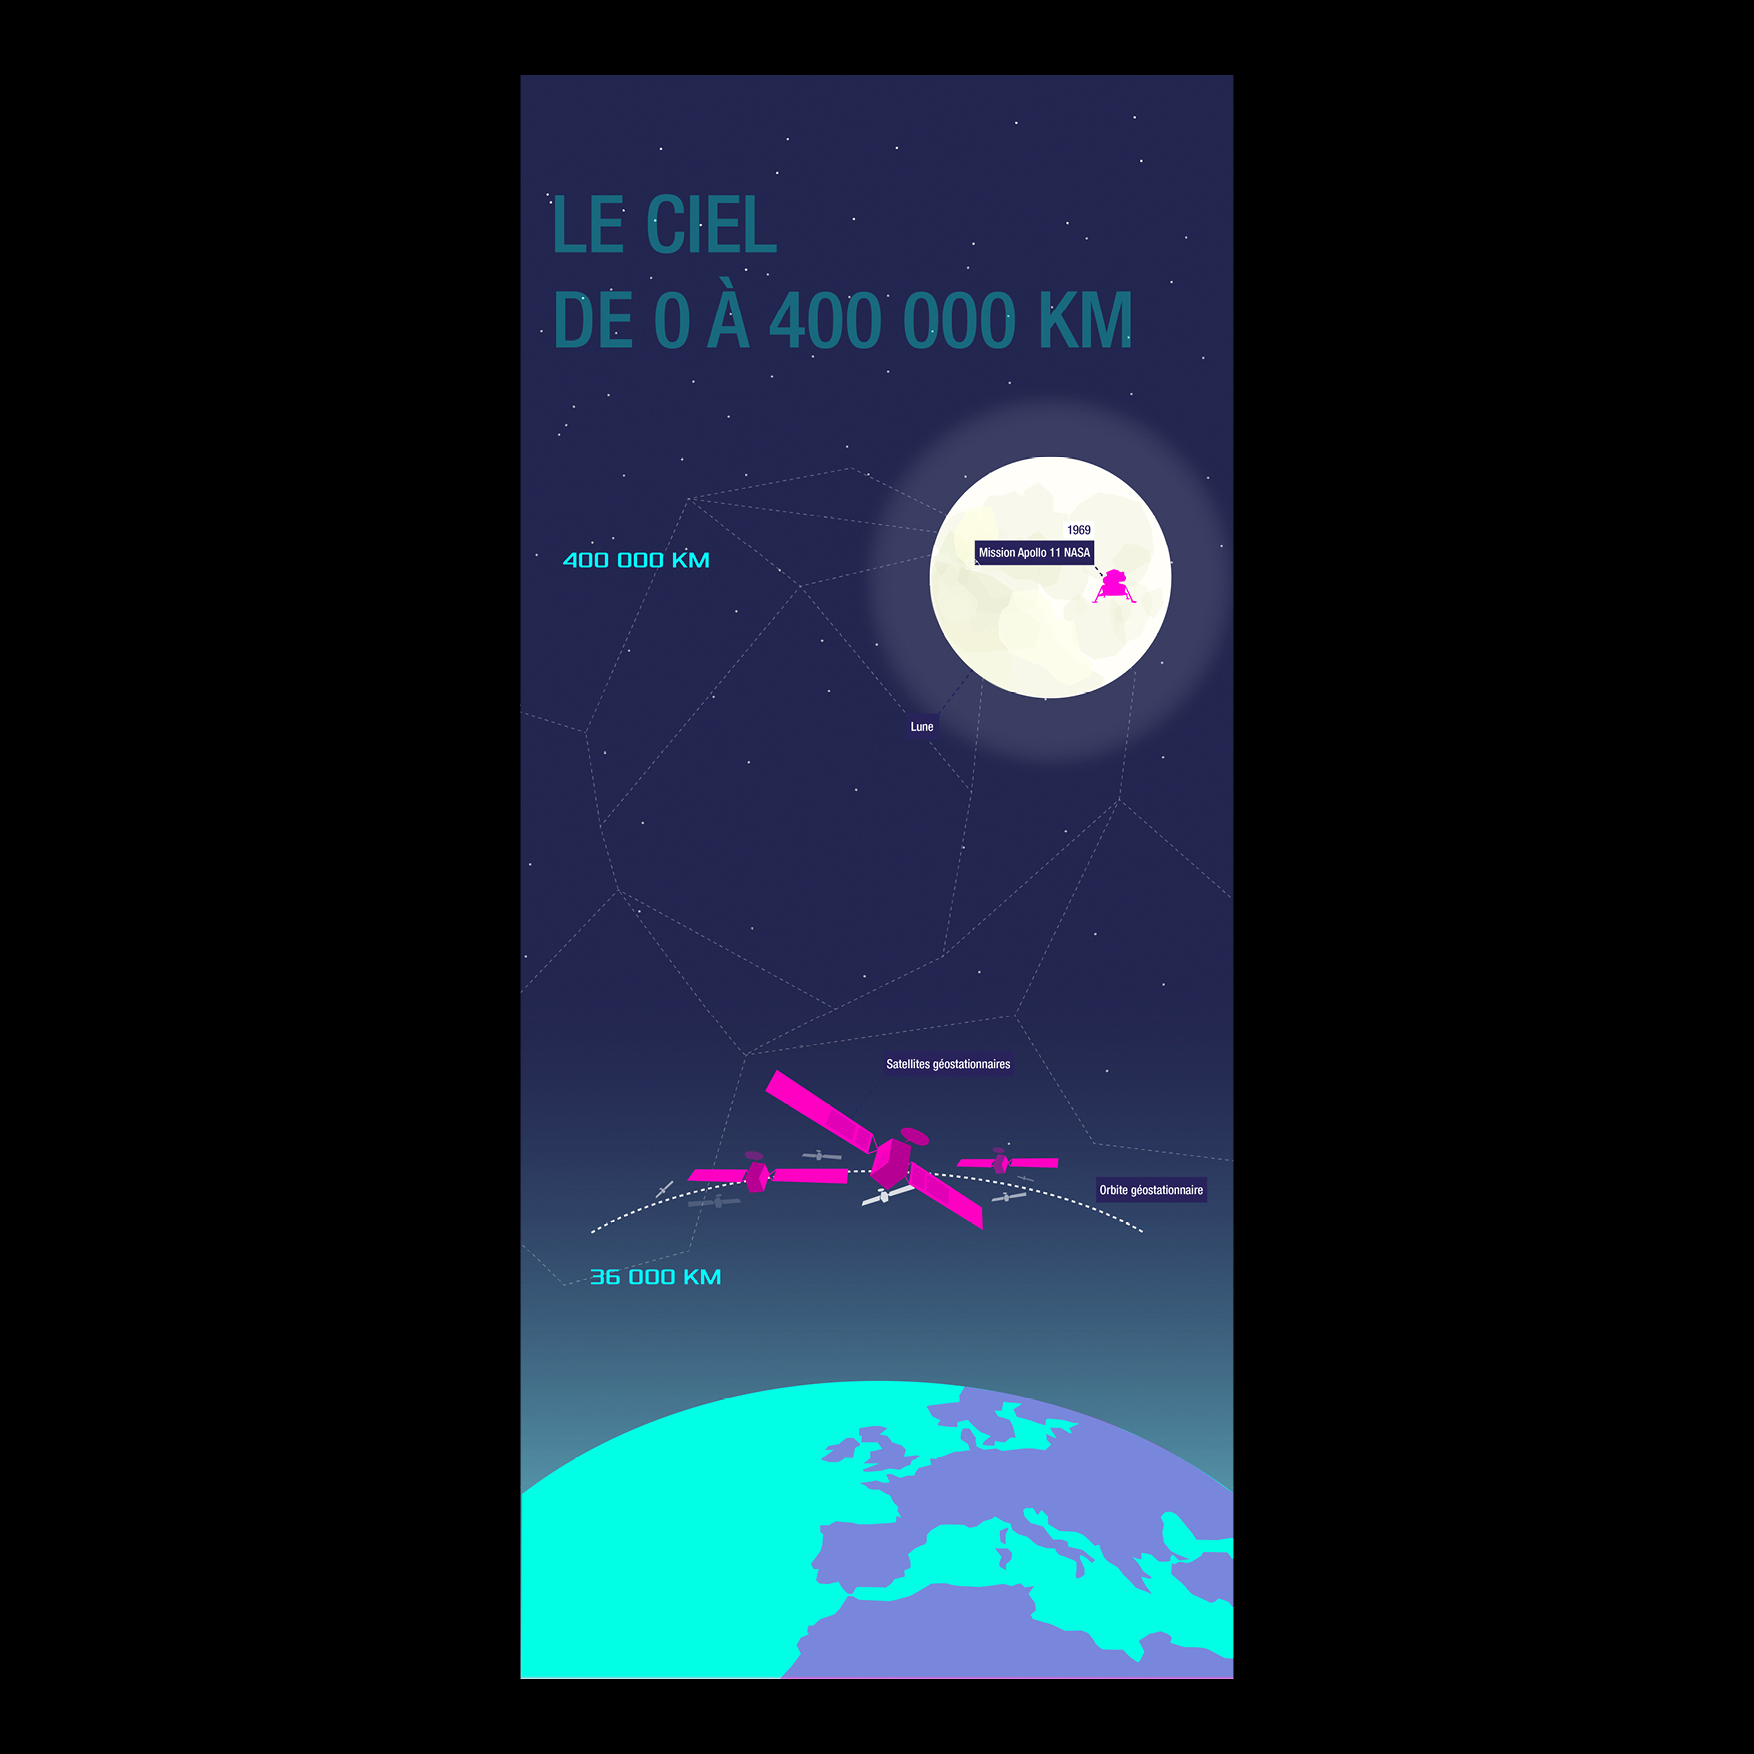 LE CIEL
DE 0 À 400 000 KM
1969
Mission Apollo 11 NASA
400 000 KM
Lune
Satellites géostationnaires
Orbite géostationnaire
36 000 KM